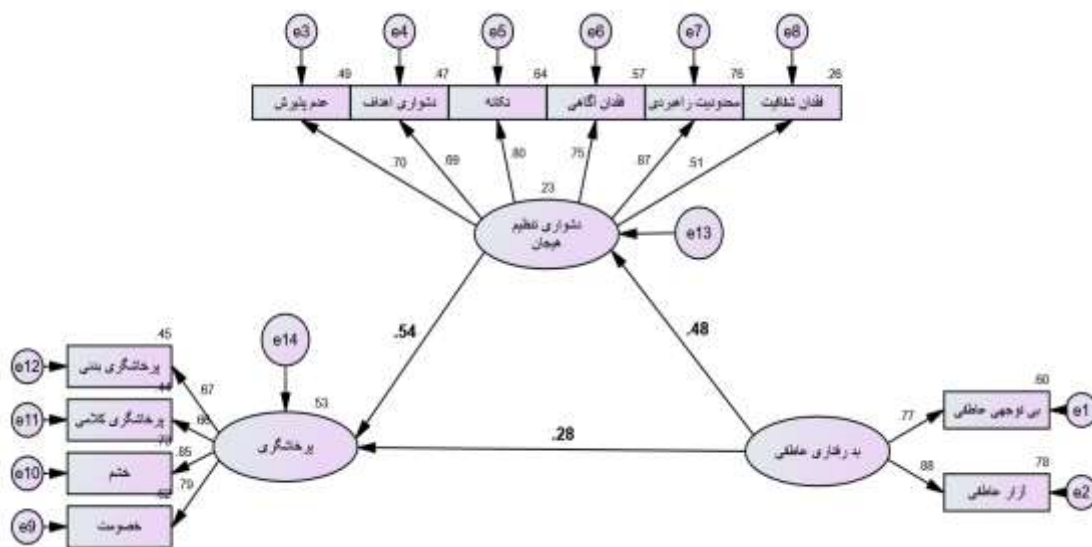 e3 e4 e5 e6 e7 e8
.49 .47 .64 .57 .76 .26
عدم پذیرش
دشواری اهداف
تکانه
فقدان آگاهی
محدودیت راهبردی
فقدان شفافیت
.70 .69 .80 .75 .87 .51
.23
دشواری تنظیم
هیجان
e13
.54
.48
e14
.53
پرخاشگری
.28
بد رفتاری عاطفی
.45
e12
پرخاشگری بدنی
.67
.44
e11
پرخاشگری کلامی
.66
e10
خشم
.85
e9
خصومت
.79
.62
.60
بی توجهی عاطفی
e1
.77
.78
آزار عاطفی
e2
.88